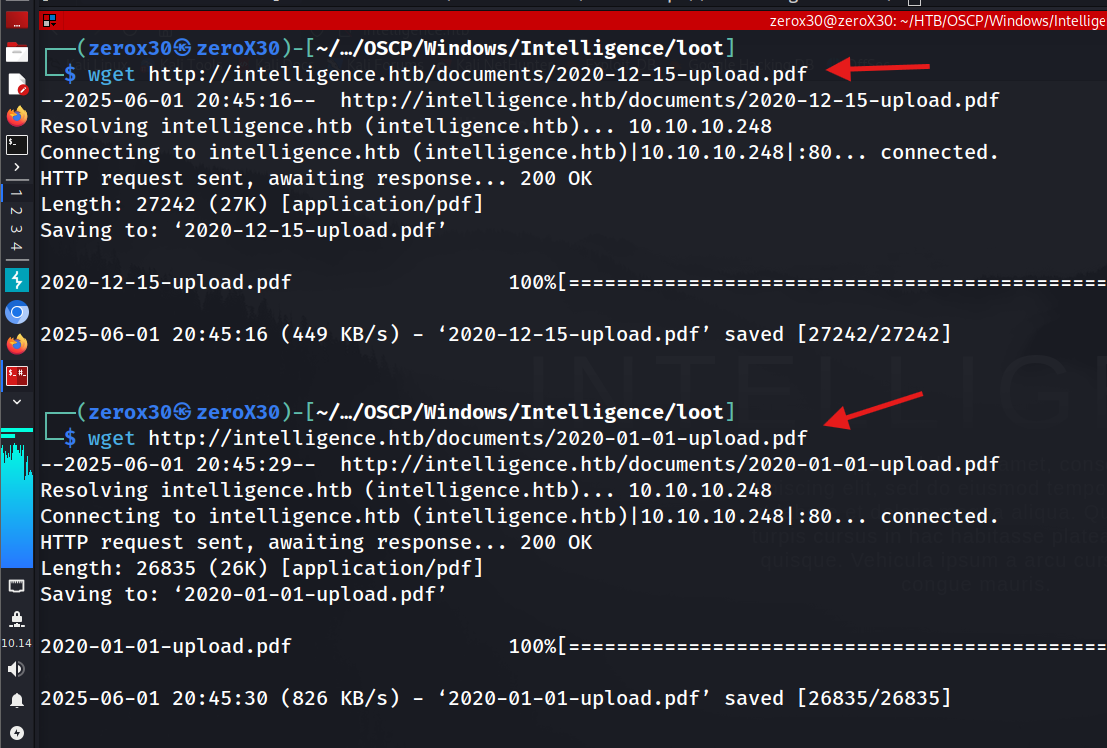 zerox30@zeroX30: ~/HTB/OSCP/Windows/Intellige
┌──(zerox30㉿zeroX30)-[~/…/OSCP/Windows/Intelligence/loot]
└─$ wget http://intelligence.htb/documents/2020-12-15-upload.pdf
--2025-06-01 20:45:16--  http://intelligence.htb/documents/2020-12-15-upload.pdf
Resolving intelligence.htb (intelligence.htb)... 10.10.10.248
Connecting to intelligence.htb (intelligence.htb)|10.10.10.248|:80... connected.
HTTP request sent, awaiting response... 200 OK
Length: 27242 (27K) [application/pdf]
Saving to: ‘2020-12-15-upload.pdf’
2020-12-15-upload.pdf                  100%[=============================================
2025-06-01 20:45:16 (449 KB/s) - ‘2020-12-15-upload.pdf’ saved [27242/27242]
┌──(zerox30㉿zeroX30)-[~/…/OSCP/Windows/Intelligence/loot]
└─$ wget http://intelligence.htb/documents/2020-01-01-upload.pdf
--2025-06-01 20:45:29--  http://intelligence.htb/documents/2020-01-01-upload.pdf
Resolving intelligence.htb (intelligence.htb)... 10.10.10.248
Connecting to intelligence.htb (intelligence.htb)|10.10.10.248|:80... connected.
HTTP request sent, awaiting response... 200 OK
Length: 26835 (26K) [application/pdf]
Saving to: ‘2020-01-01-upload.pdf’
2020-01-01-upload.pdf                  100%[=============================================
2025-06-01 20:45:30 (826 KB/s) - ‘2020-01-01-upload.pdf’ saved [26835/26835]
1
2
3
4
10.14
INTELLIG